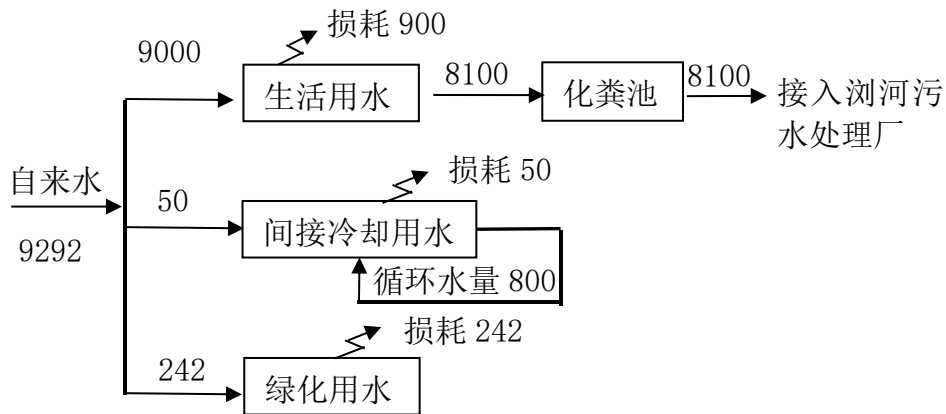 损耗 900
9000
生活用水
8100
化粪池
8100
接入浏河污
水处理厂
自来水
9292
损耗 50
50
间接冷却用水
循环水量 800
损耗 242
242
绿化用水